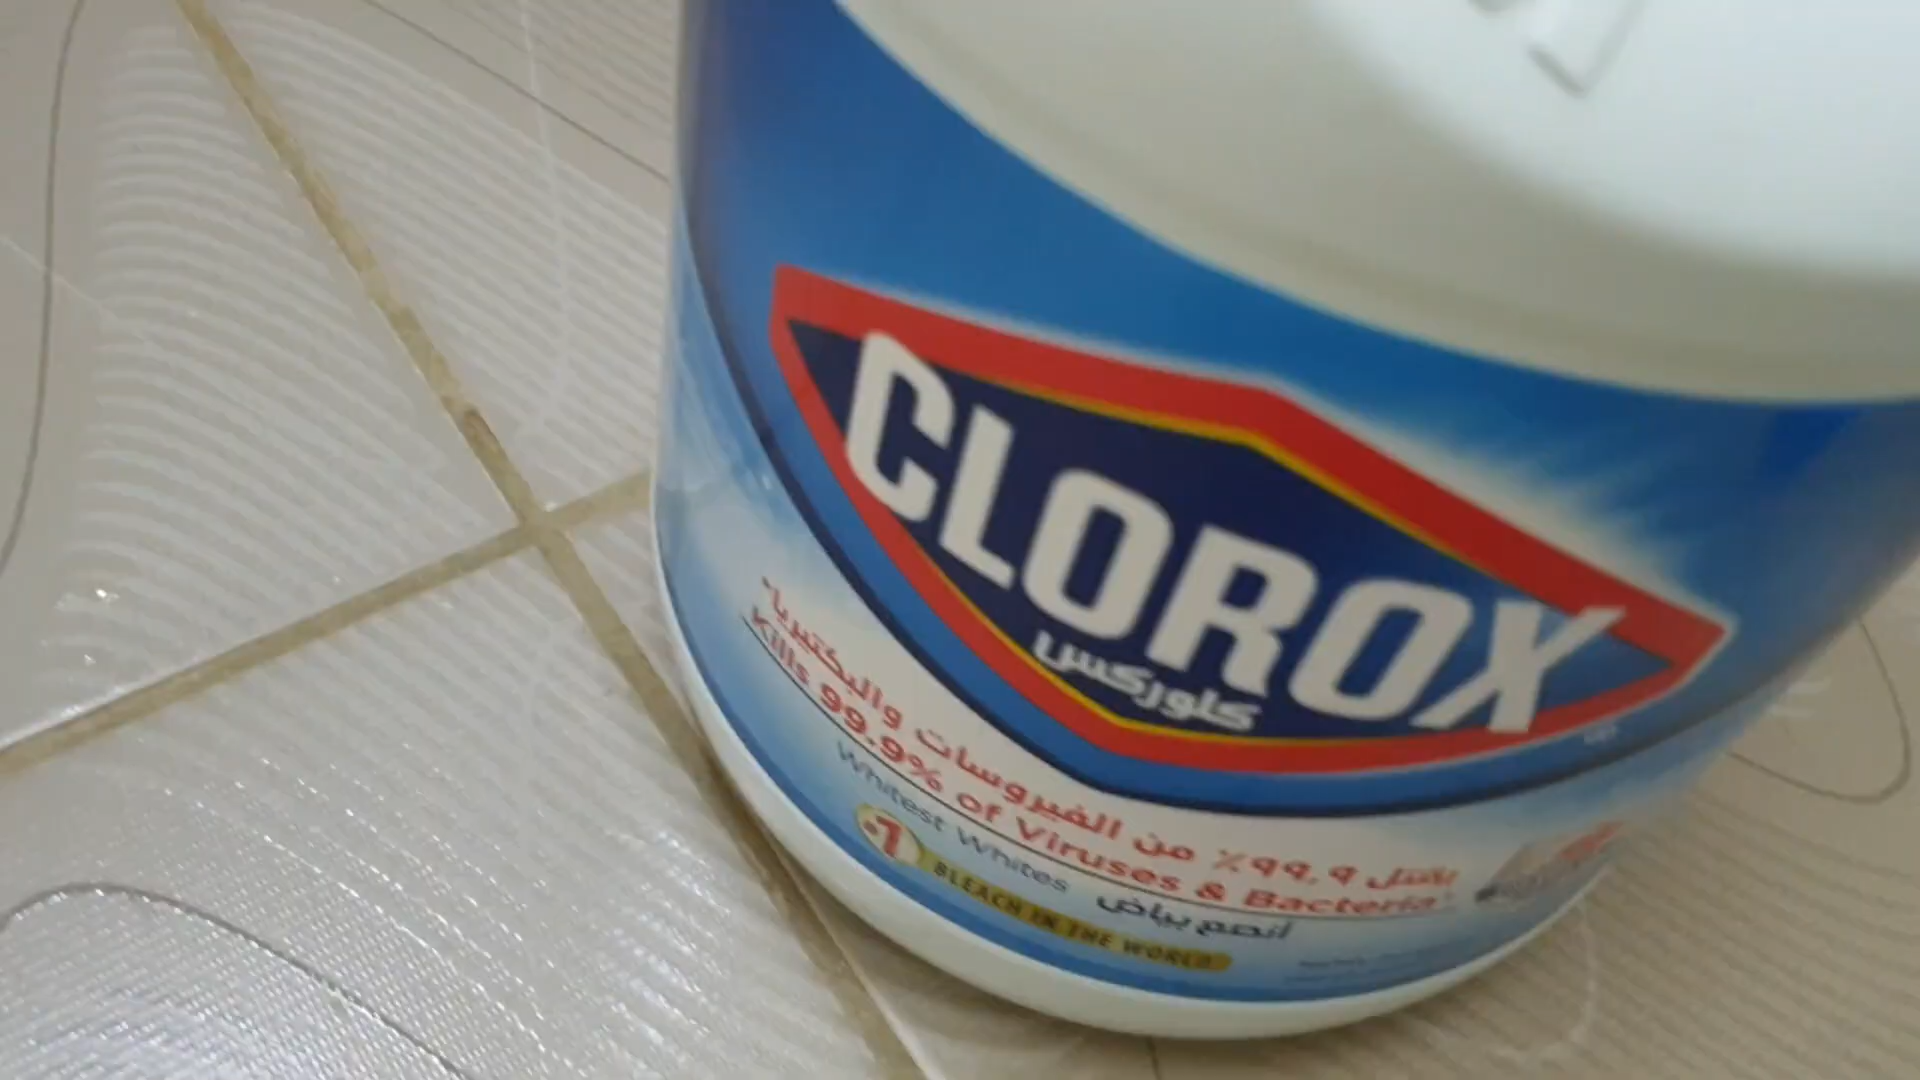 CLOROX
كلوركس
يقتل ٩٩,٩٪ من الفيروسات والبكتيريا*
Kills 99.9% of Viruses & Bacteria*
Whitest Whites أنصع بياض
#1 BLEACH IN THE WORLD